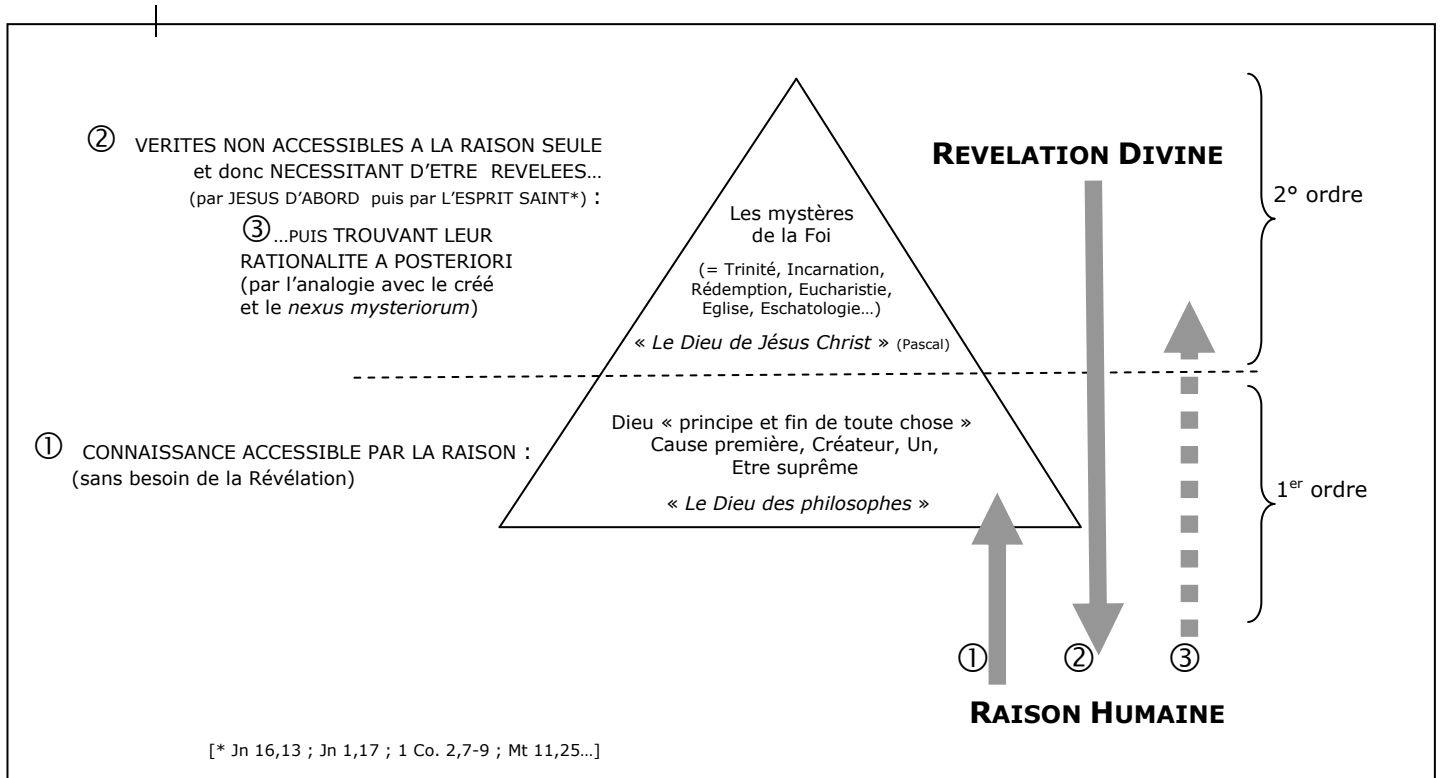 ② VERITES NON ACCESSIBLES A LA RAISON SEULE
et donc NECESSITANT D'ETRE REVELEES…
(par JESUS D'ABORD puis par L'ESPRIT SAINT*) :
③…PUIS TROUVANT LEUR
RATIONALITE A POSTERIORI
(par l'analogie avec le créé
et le nexus mysteriorum)
Les mystères
de la Foi
(= Trinité, Incarnation,
Rédemption, Eucharistie,
Eglise, Eschatologie…)
« Le Dieu de Jésus Christ » (Pascal)
REVELATION DIVINE
2° ordre
① CONNAISSANCE ACCESSIBLE PAR LA RAISON :
(sans besoin de la Révélation)
Dieu « principe et fin de toute chose »
Cause première, Créateur, Un,
Etre suprême
« Le Dieu des philosophes »
1er ordre
① ② ③
RAISON HUMAINE
[* Jn 16,13 ; Jn 1,17 ; 1 Co. 2,7-9 ; Mt 11,25…]